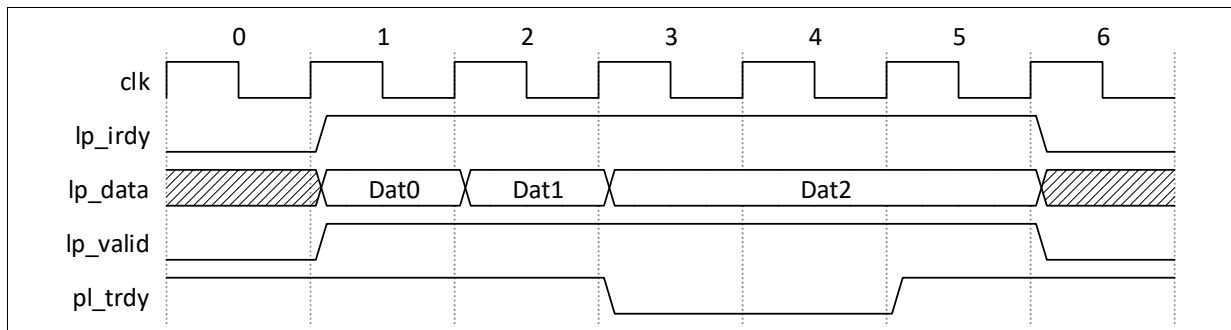 0 1 2 3 4 5 6
clk
lp_irdy
lp_data Dat0 Dat1 Dat2
lp_valid
pl_trdy